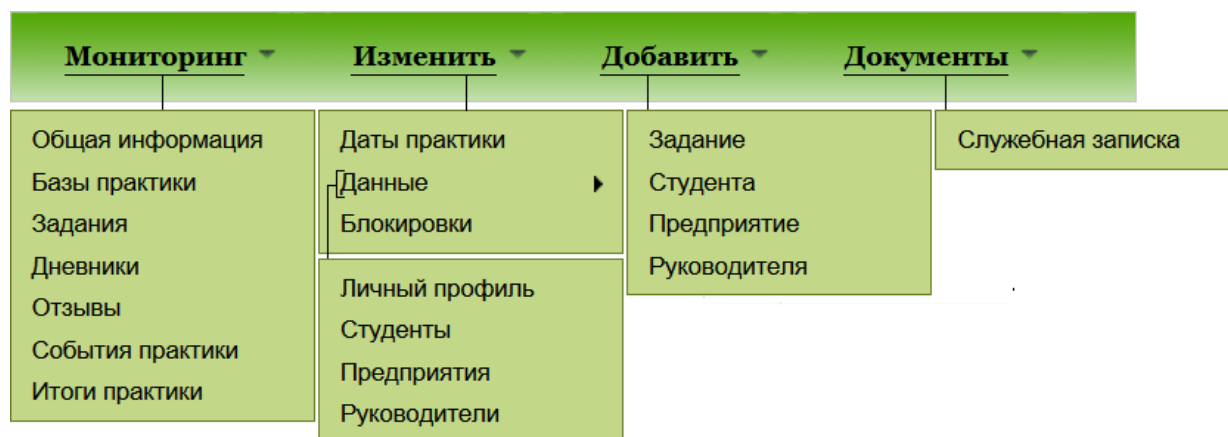 Мониторинг
Изменить
Добавить
Документы
Общая информация
Базы практики
Задания
Дневники
Отзывы
События практики
Итоги практики
Даты практики
Данные
Блокировки
Личный профиль
Студенты
Предприятия
Руководители
Задание
Студента
Предприятие
Руководителя
Служебная записка